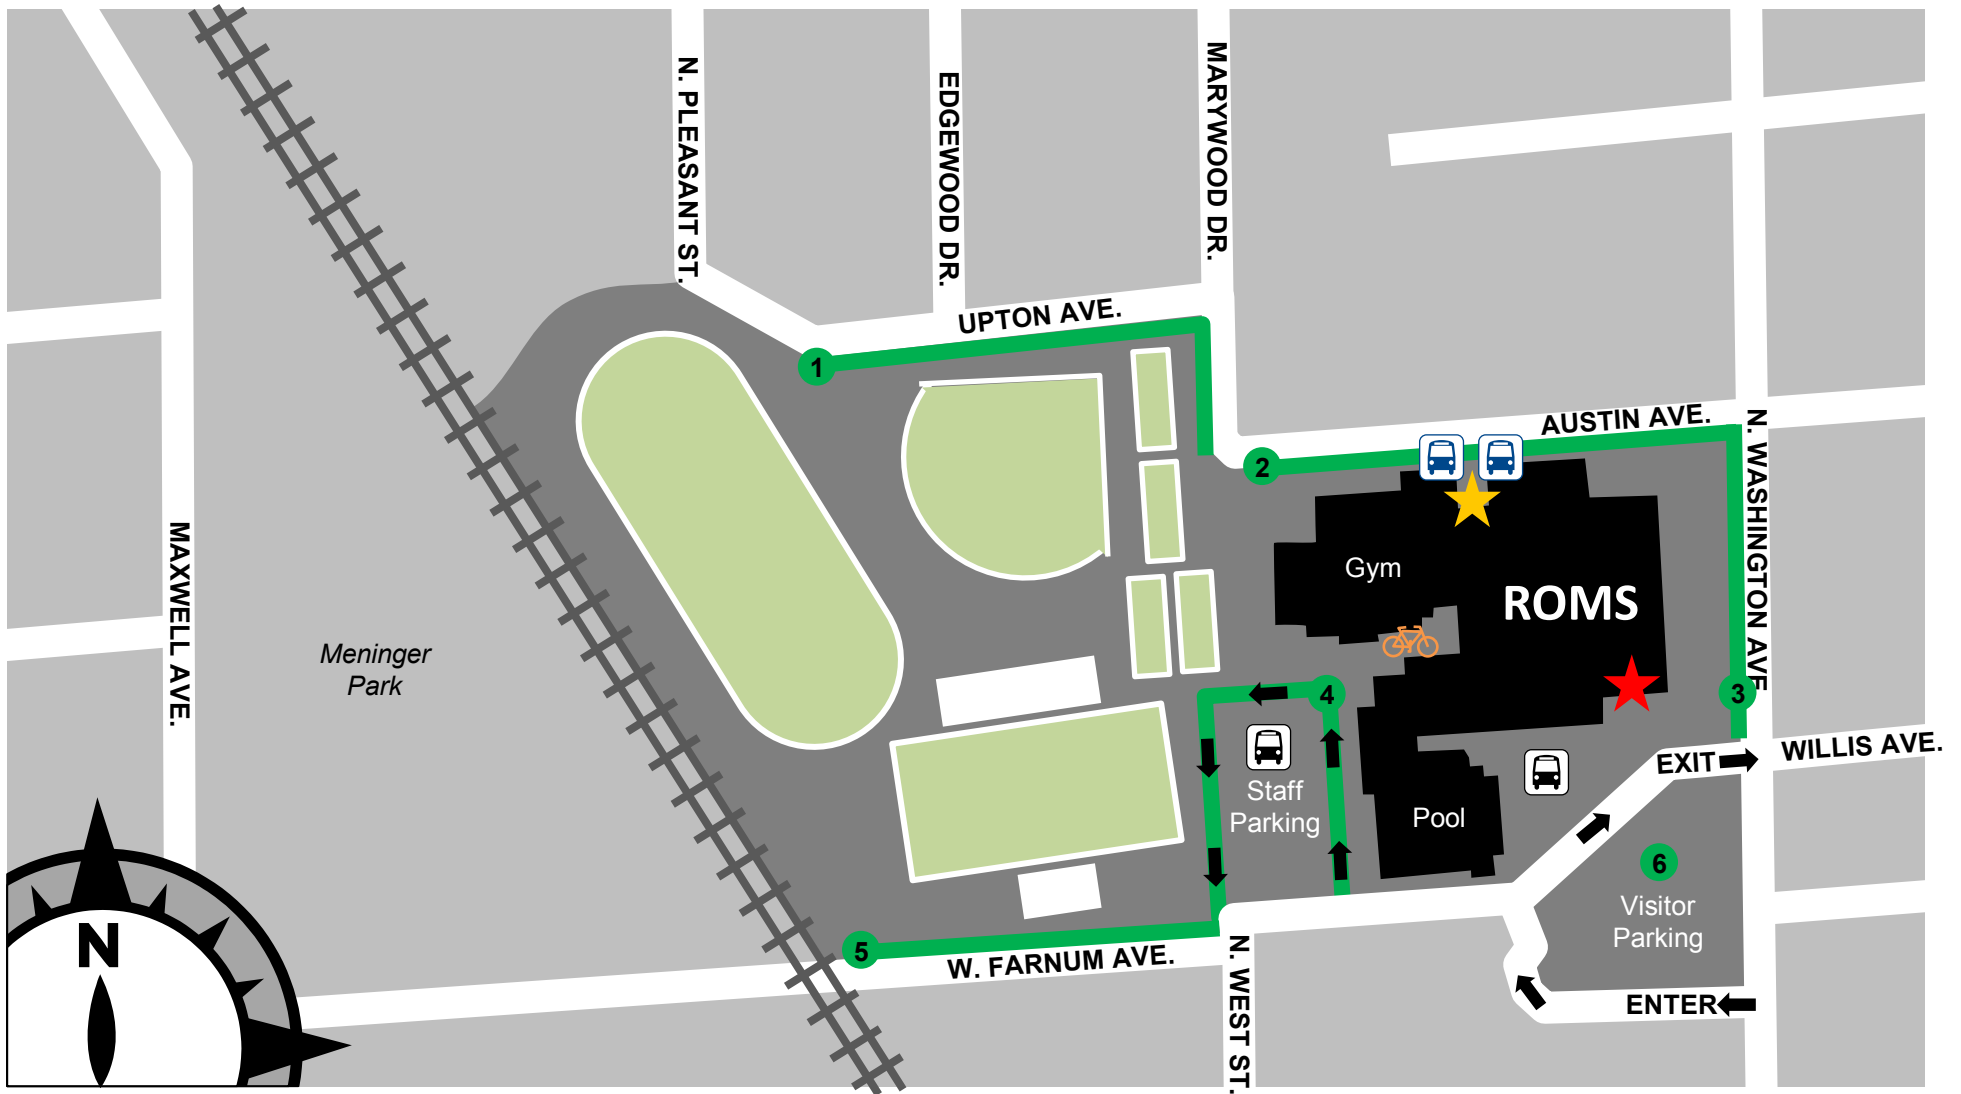 N. PLEASANT ST.
EDGEWOOD DR.
MARYWOOD DR.
UPTON AVE.
1
AUSTIN AVE.
2
N. WASHINGTON AVE
MAXWELL AVE.
Gym
ROMS
Meninger
Park
4
3
EXIT
WILLIS AVE.
Staff
Parking
Pool
6
Visitor
Parking
N
5
W. FARNUM AVE.
N. WEST ST.
ENTER